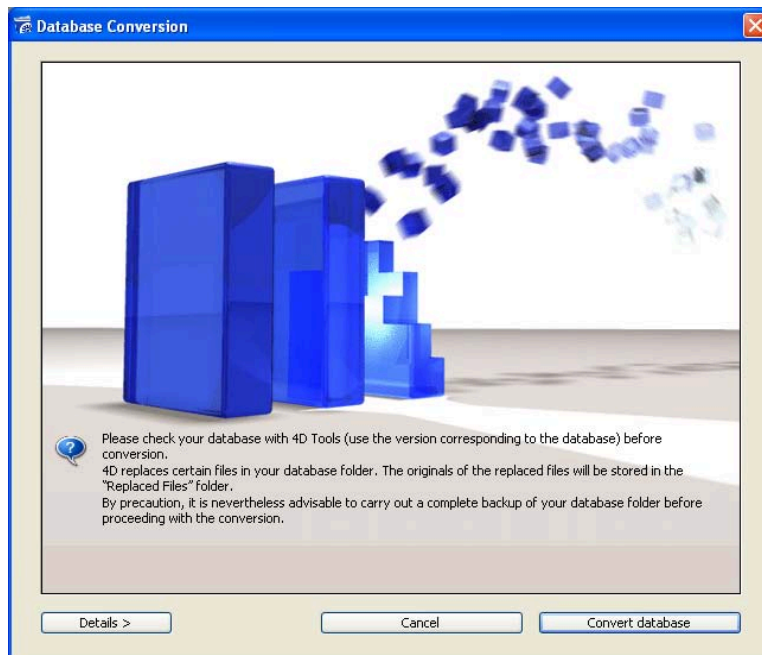 Database Conversion
Please check your database with 4D Tools (use the version corresponding to the database) before
conversion.
4D replaces certain files in your database folder. The originals of the replaced files will be stored in the
"Replaced Files" folder.
By precaution, it is nevertheless advisable to carry out a complete backup of your database folder before
proceeding with the conversion.
Details >
Cancel
Convert database